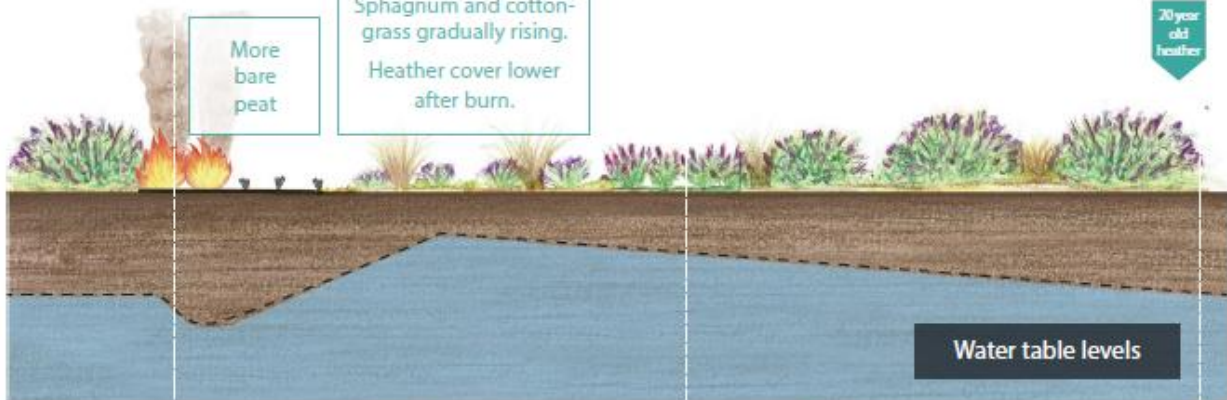 More
bare
peat
Sphagnum and cotton-
grass gradually rising.
Heather cover lower
after burn.
20 year
old
heather
Water table levels